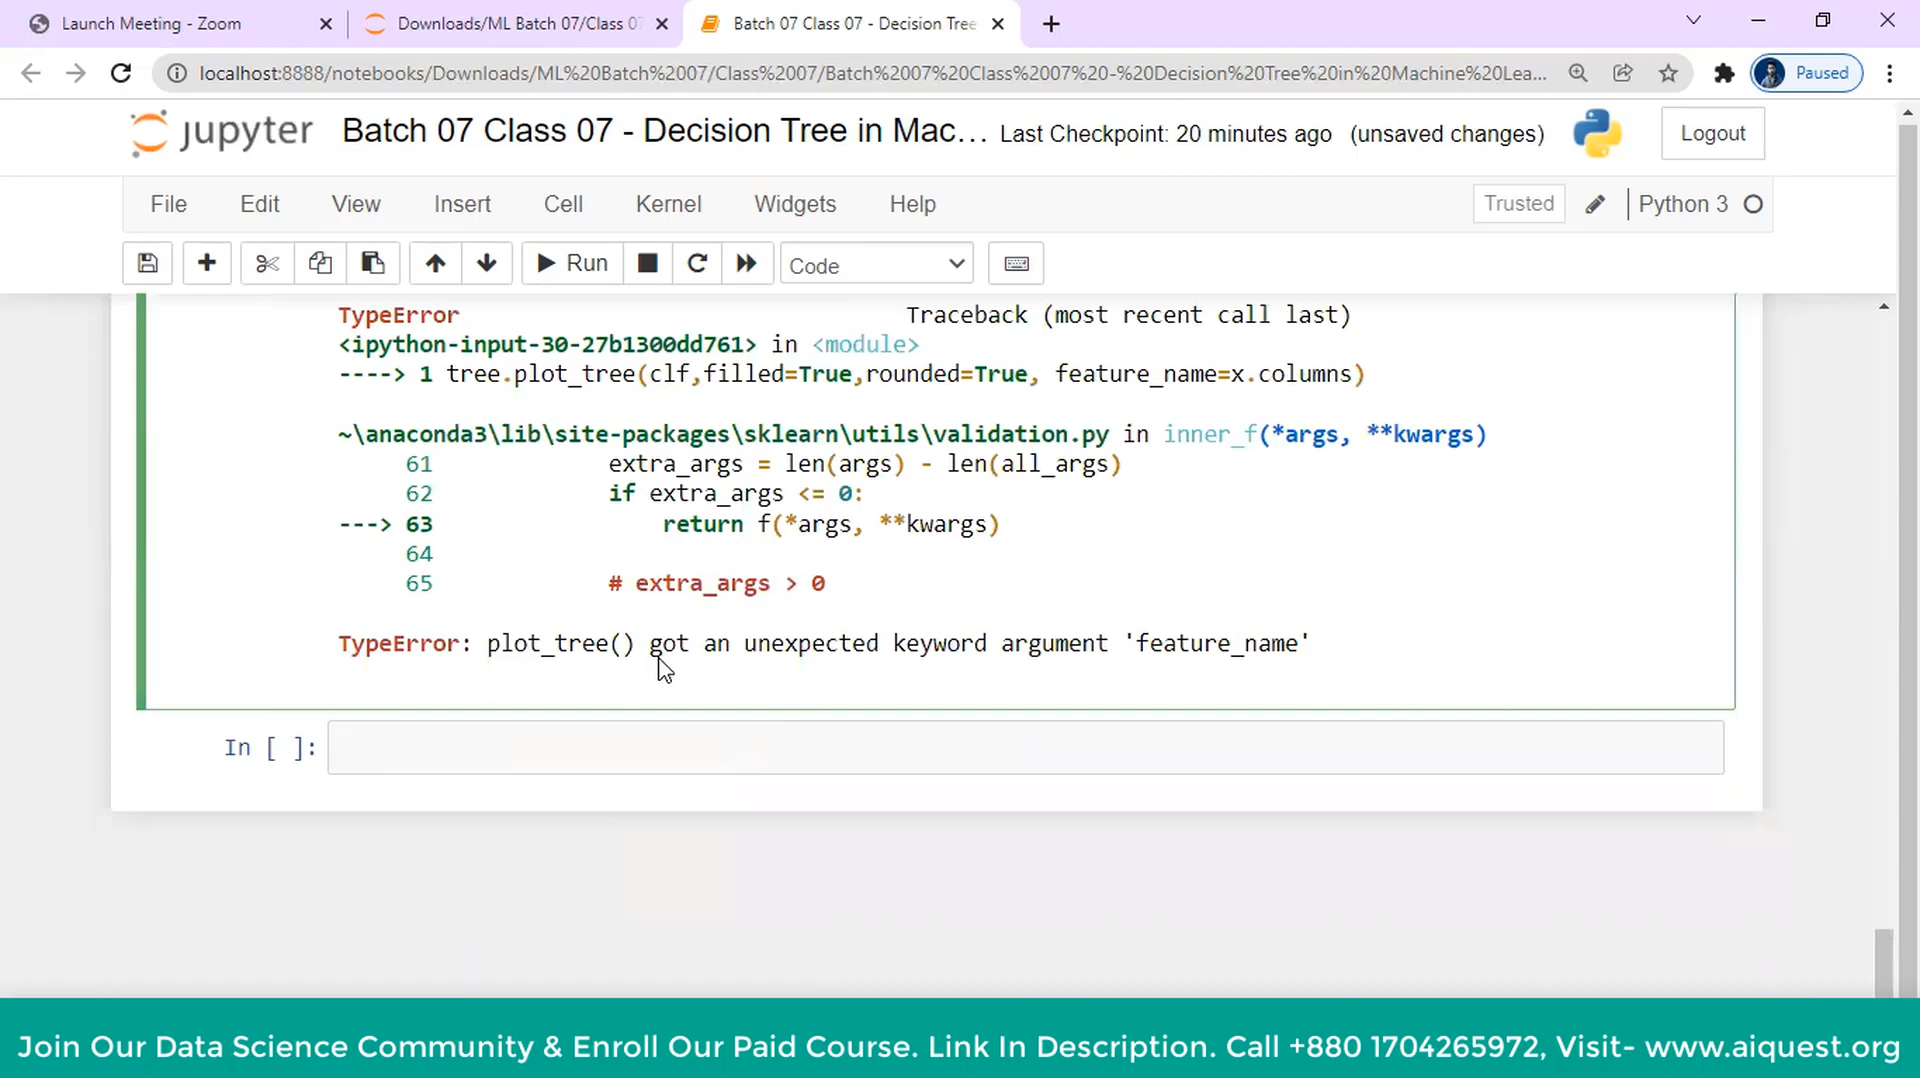 Launch Meeting - Zoom
Downloads/ML Batch 07/Class 07
Batch 07 Class 07 - Decision Tree
localhost:8888/notebooks/Downloads/ML%20Batch%2007/Class%2007/Batch%2007%20Class%2007%20-%20Decision%20Tree%20in%20Machine%20Lea...
Paused
jupyter
Batch 07 Class 07 - Decision Tree in Mac...
Last Checkpoint: 20 minutes ago (unsaved changes)
Logout
File Edit View Insert Cell Kernel Widgets Help
Trusted
Python 3
Run
Code
TypeError Traceback (most recent call last)
<ipython-input-30-27b1300dd761> in <module>
----> 1 tree.plot_tree(clf,filled=True,rounded=True, feature_name=x.columns)
~\anaconda3\lib\site-packages\sklearn\utils\validation.py in inner_f(*args, **kwargs)
61 extra_args = len(args) - len(all_args)
62 if extra_args <= 0:
---> 63 return f(*args, **kwargs)
64
65 # extra_args > 0
TypeError: plot_tree() got an unexpected keyword argument 'feature_name'
In [ ]:
Join Our Data Science Community & Enroll Our Paid Course. Link In Description. Call +880 1704265972, Visit- www.aiquest.org